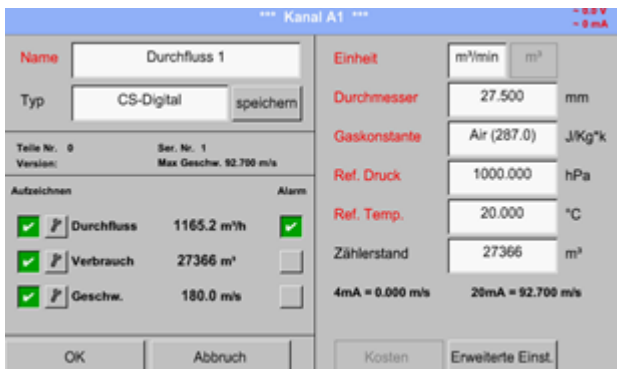 *** Kanal A1 ***
~ 0.0 V
~ 0 mA
Name
Durchfluss 1
Typ
CS-Digital
speichern
Teile Nr. 0
Ser. Nr. 1
Version:
Max Geschw. 92.700 m/s
Aufzeichnen
Alarm
Durchfluss
1165.2 m³/h
Verbrauch
27366 m³
Geschw.
180.0 m/s
OK
Abbruch
Einheit
m³/min
m³
Durchmesser
27.500
mm
Gaskonstante
Air (287.0)
J/Kg*k
Ref. Druck
1000.000
hPa
Ref. Temp.
20.000
°C
Zählerstand
27366
m³
4mA = 0.000 m/s
20mA = 92.700 m/s
Kosten
Erweiterte Einst.